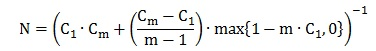 N = (C₁ · Cₘ + ((Cₘ − C₁)/(m − 1)) · max{1 − m · C₁, 0})⁻¹